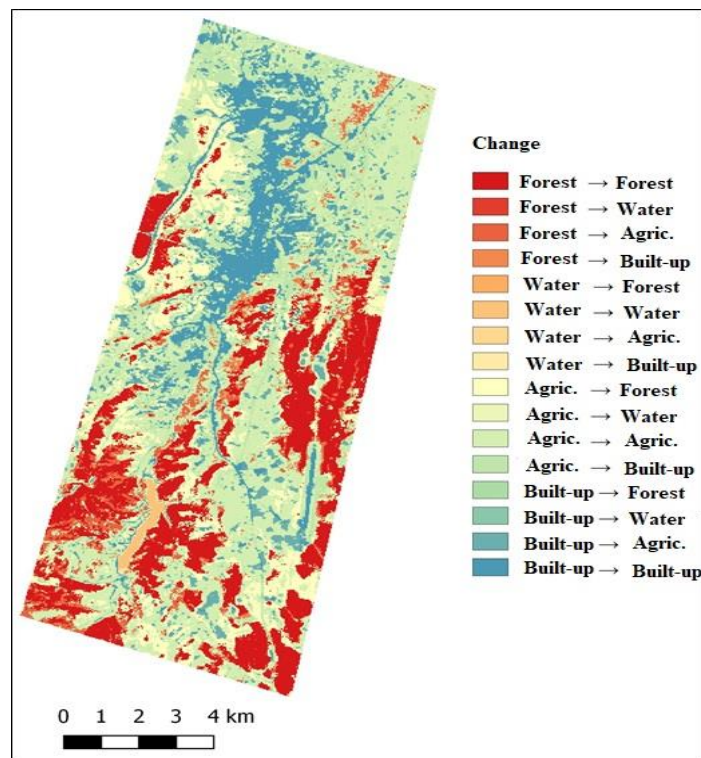 Change
Forest → Forest
Forest → Water
Forest → Agric.
Forest → Built-up
Water → Forest
Water → Water
Water → Agric.
Water → Built-up
Agric. → Forest
Agric. → Water
Agric. → Agric.
Agric. → Built-up
Built-up → Forest
Built-up → Water
Built-up → Agric.
Built-up → Built-up
0 1 2 3 4 km